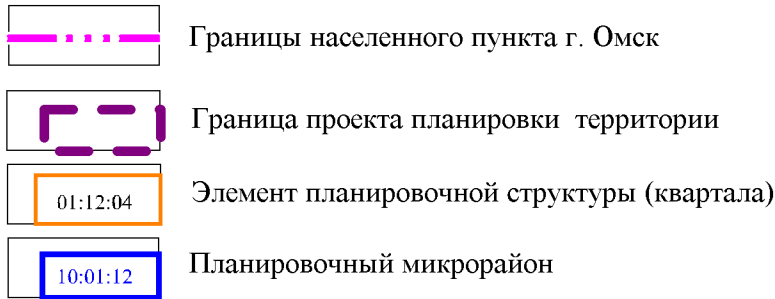 Границы населенного пункта г. Омск
Граница проекта планировки территории
01:12:04 Элемент планировочной структуры (квартала)
10:01:12 Планировочный микрорайон